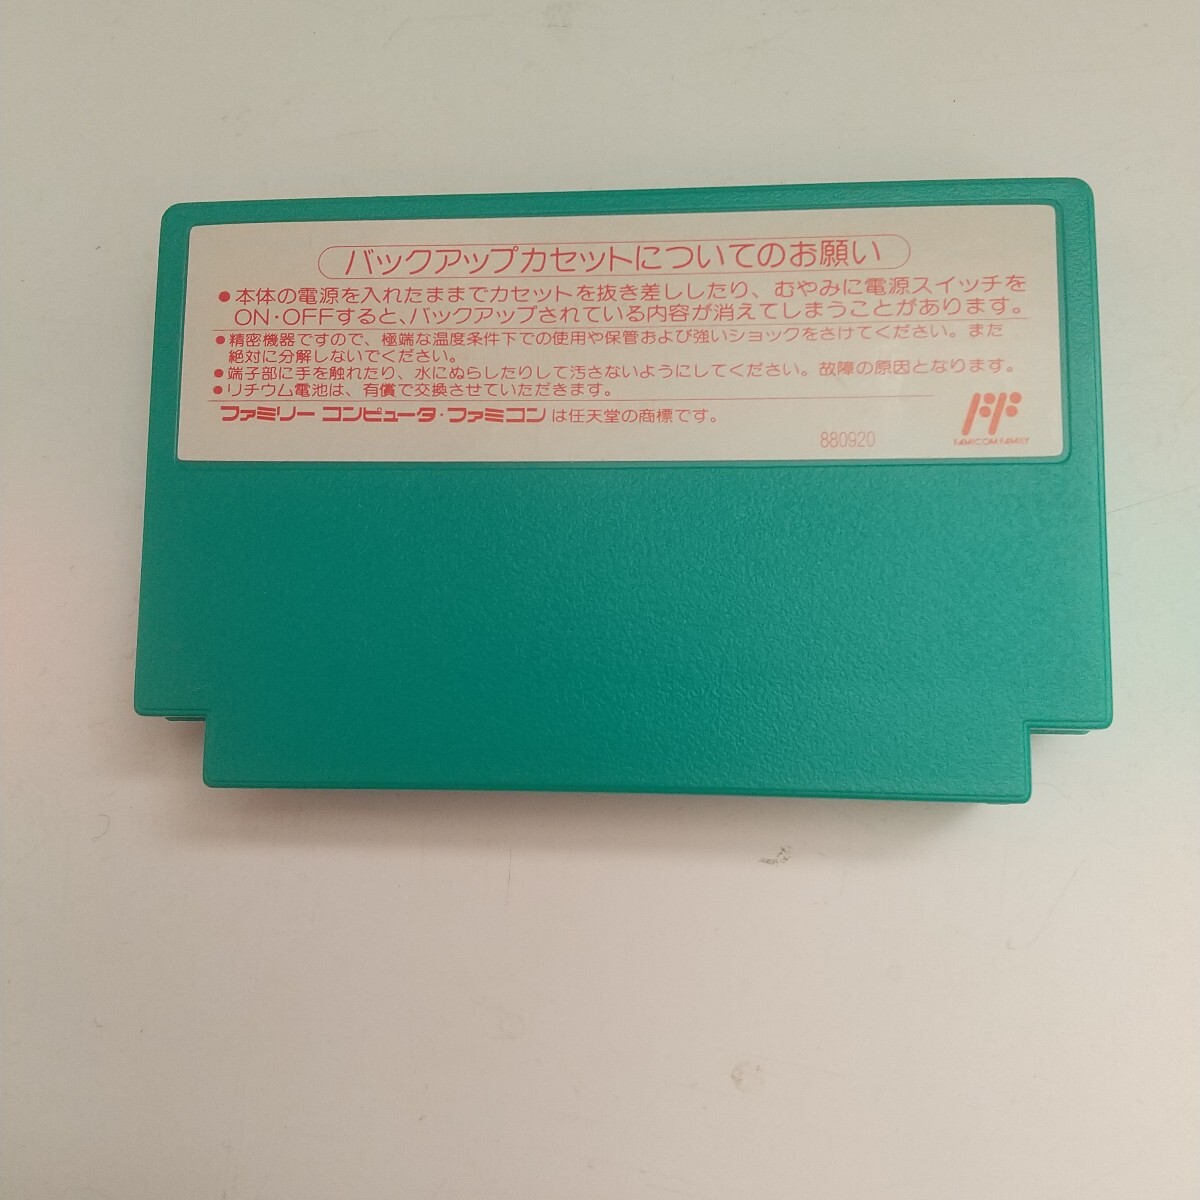 バックアップカセットについてのお願い
●本体の電源を入れたままでカセットを抜き差ししたり、むやみに電源スイッチを
ON・OFFすると、バックアップされている内容が消えてしまうことがあります。
●精密機器ですので、極端な温度条件下での使用や保管および強いショックをさけてください。また
絶対に分解しないでください。
●端子部に手を触れたり、水にぬらしたりして汚さないようにしてください。故障の原因となります。
●リチウム電池は、有償で交換させていただきます。
ファミリーコンピュータ・ファミコンは任天堂の商標です。
880920
FF
FAMICOM FAMILY